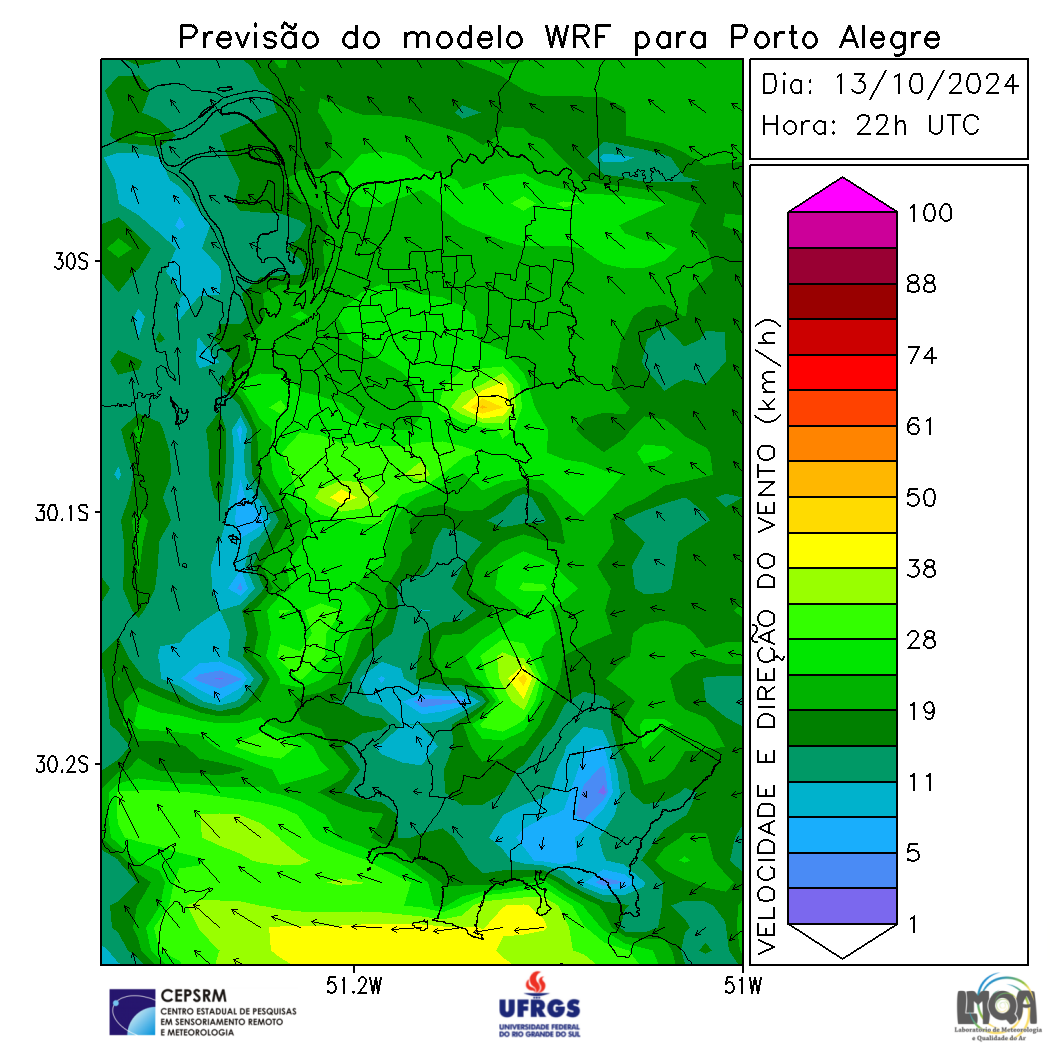 Previsão do modelo WRF para Porto Alegre
Dia: 13/10/2024
Hora: 22h UTC
30S
30.1S
30.2S
51.2W
51W
VELOCIDADE E DIREÇÃO DO VENTO (km/h)
100
88
74
61
50
38
28
19
11
5
1
CEPSRM
CENTRO ESTADUAL DE PESQUISAS
EM SENSORIAMENTO REMOTO
E METEOROLOGIA
UFRGS
UNIVERSIDADE FEDERAL
DO RIO GRANDE DO SUL
LMQA
Laboratório de Meteorologia
e Qualidade do Ar